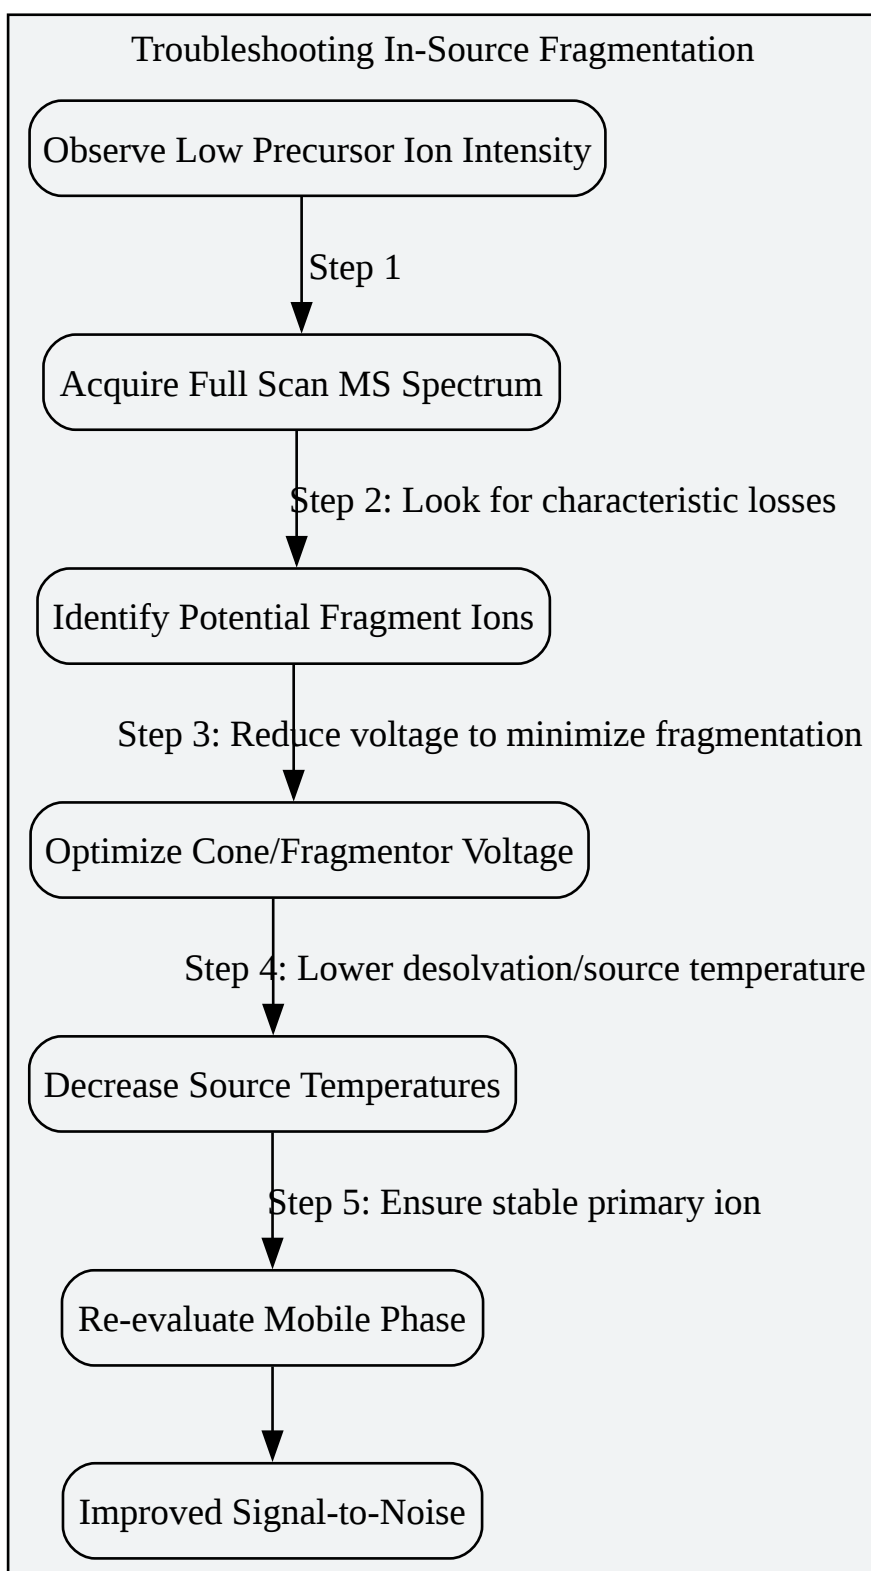 Troubleshooting In-Source Fragmentation
Observe Low Precursor Ion Intensity
Step 1
Acquire Full Scan MS Spectrum
Step 2: Look for characteristic losses
Identify Potential Fragment Ions
Step 3: Reduce voltage to minimize fragmentation
Optimize Cone/Fragmentor Voltage
Step 4: Lower desolvation/source temperature
Decrease Source Temperatures
Step 5: Ensure stable primary ion
Re-evaluate Mobile Phase
Improved Signal-to-Noise